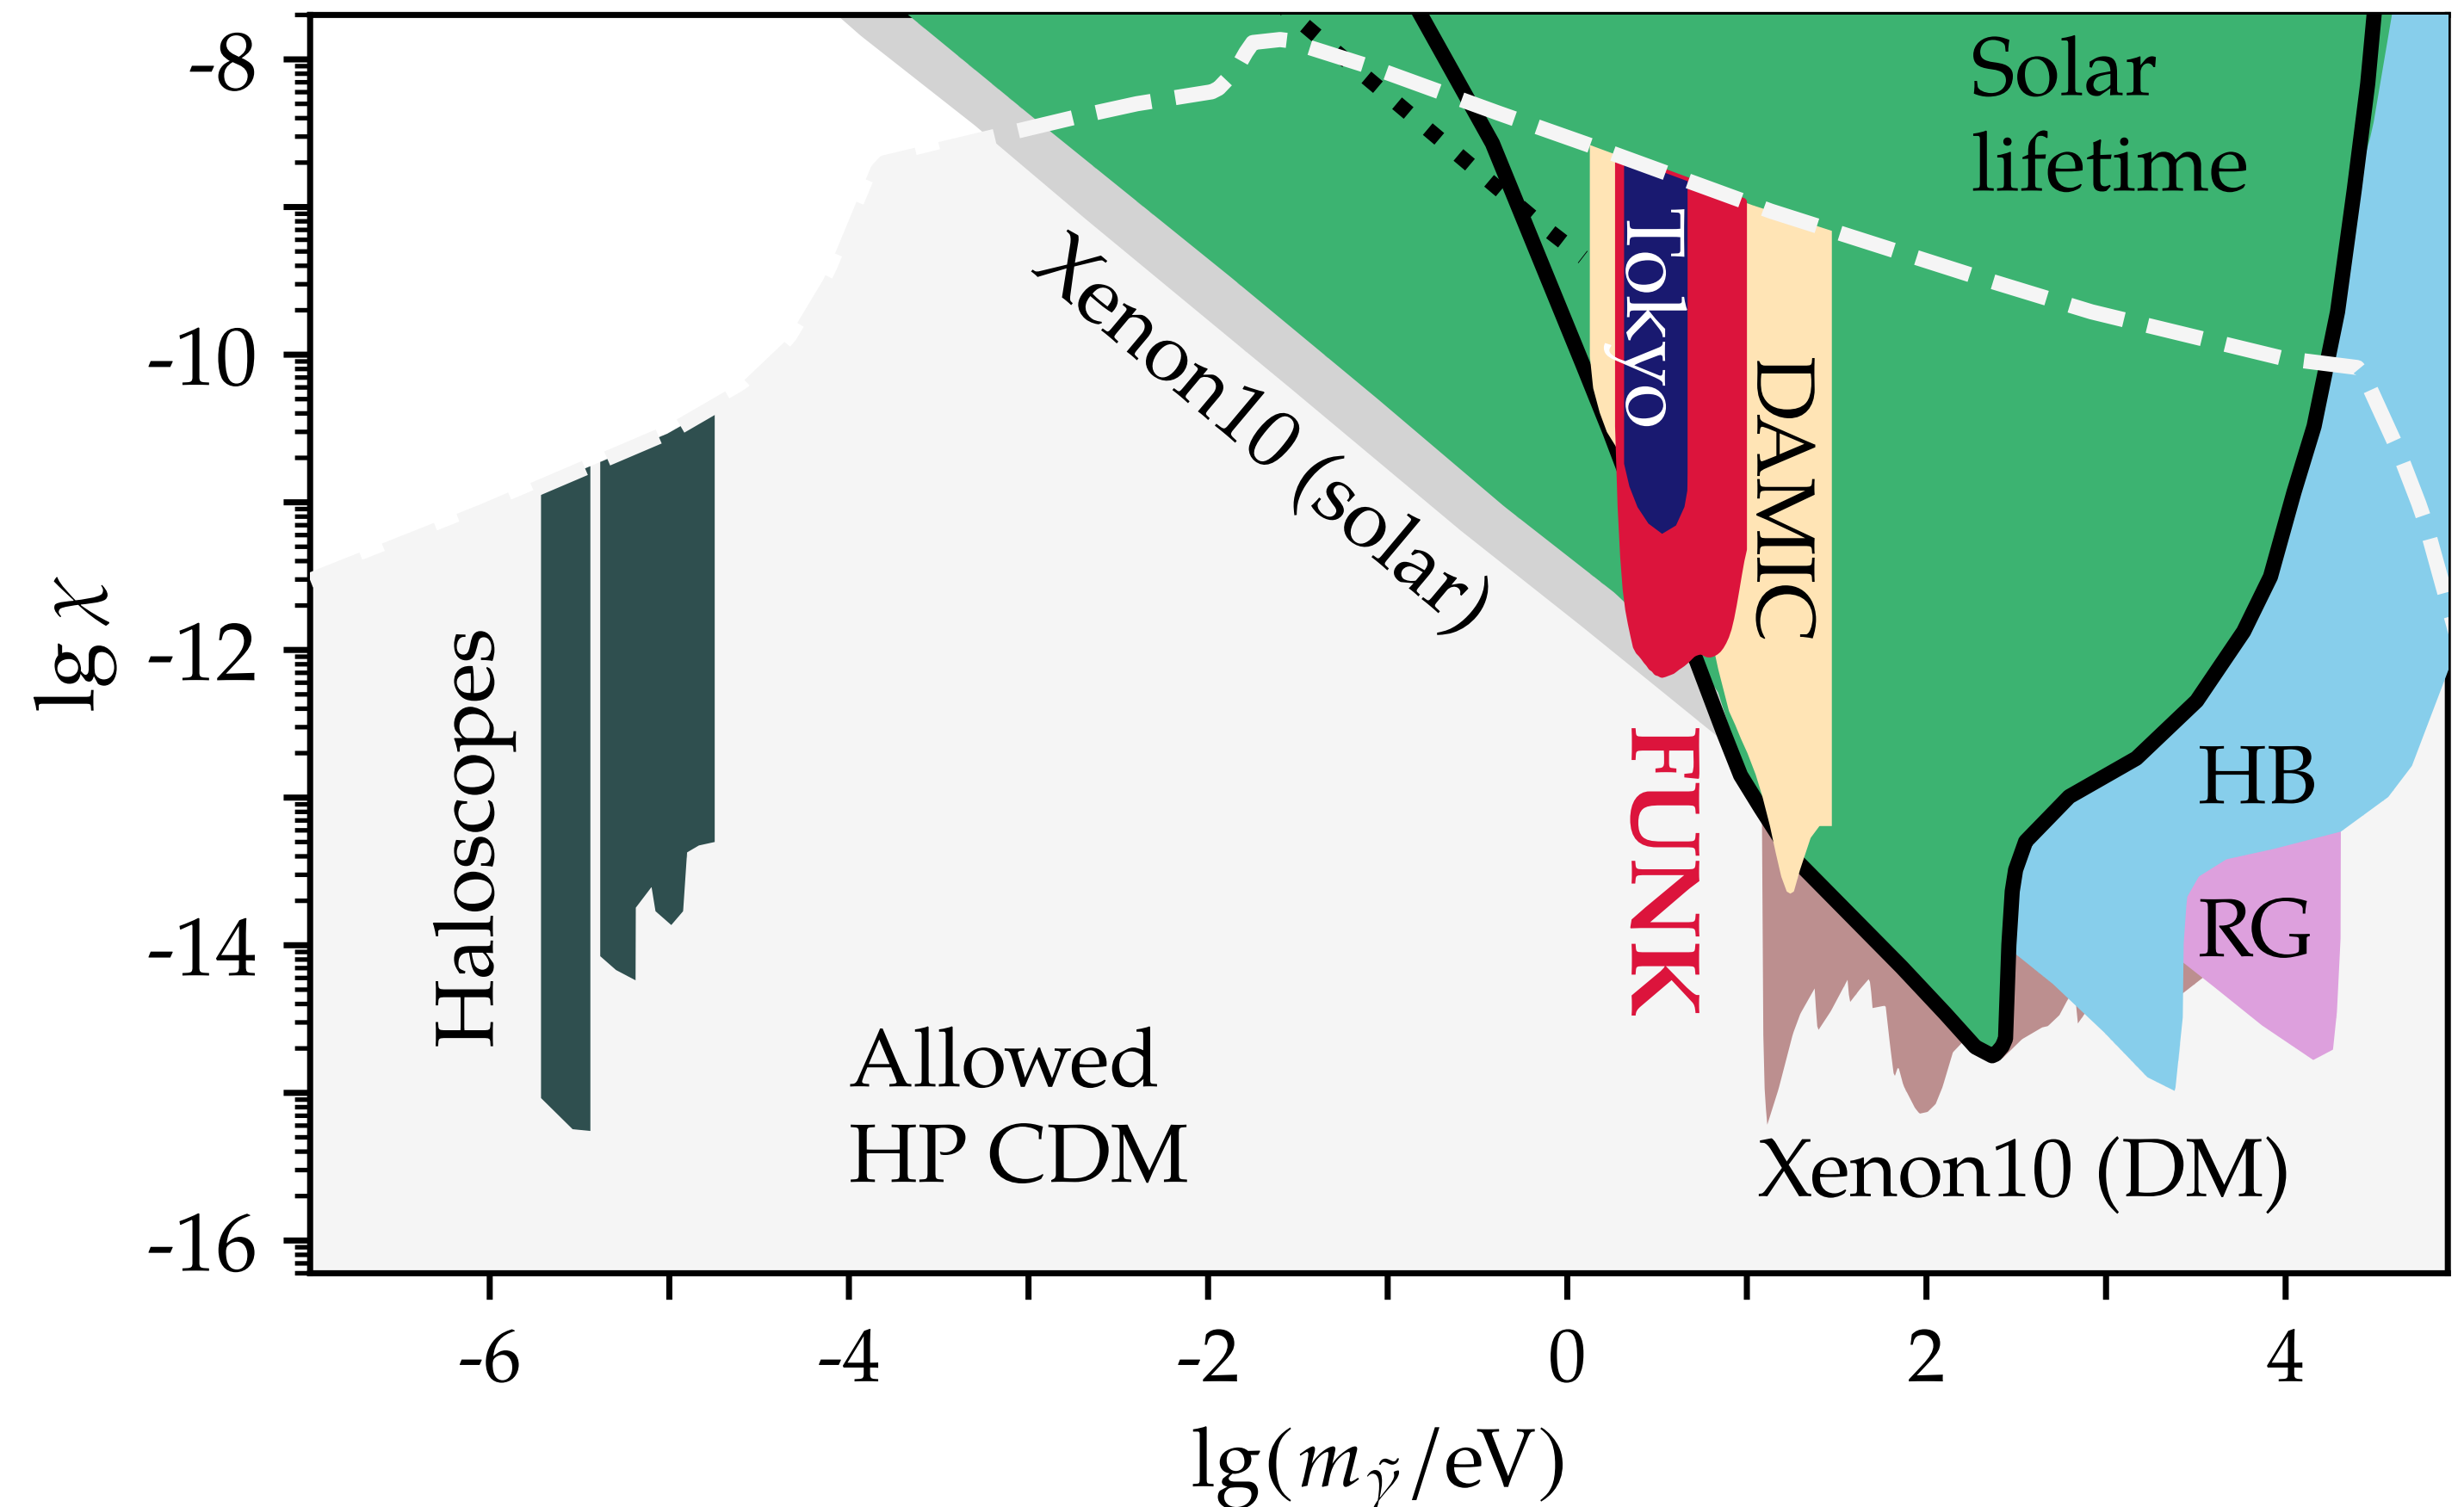 -8
-10
-12
-14
-16
lg χ
Solar
lifetime
Xenon10 (solar)
Tokyo
DAMIC
FUNK
Haloscopes
HB
RG
Allowed
HP CDM
Xenon10 (DM)
-6
-4
-2
0
2
4
lg(m_γ̃/eV)